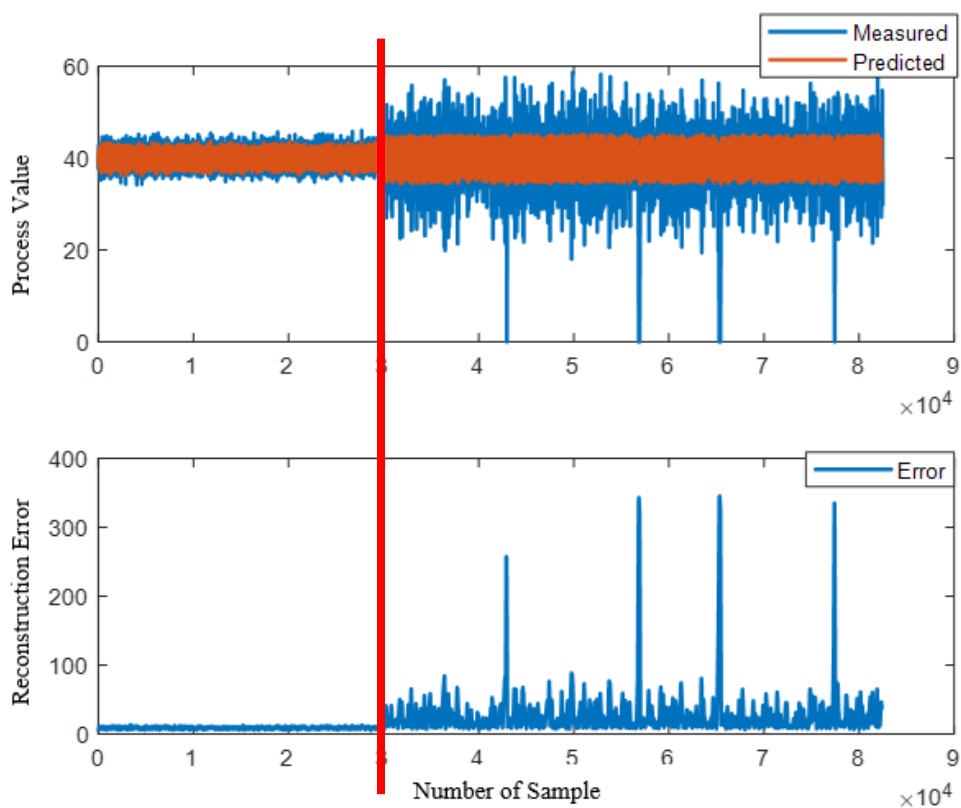 Measured
Predicted
60
40
20
0
Process Value
0 1 2 3 4 5 6 7 8 9
×10⁴
400
300
200
100
0
Error
Reconstruction Error
0 1 2 3 4 5 6 7 8 9
Number of Sample
×10⁴